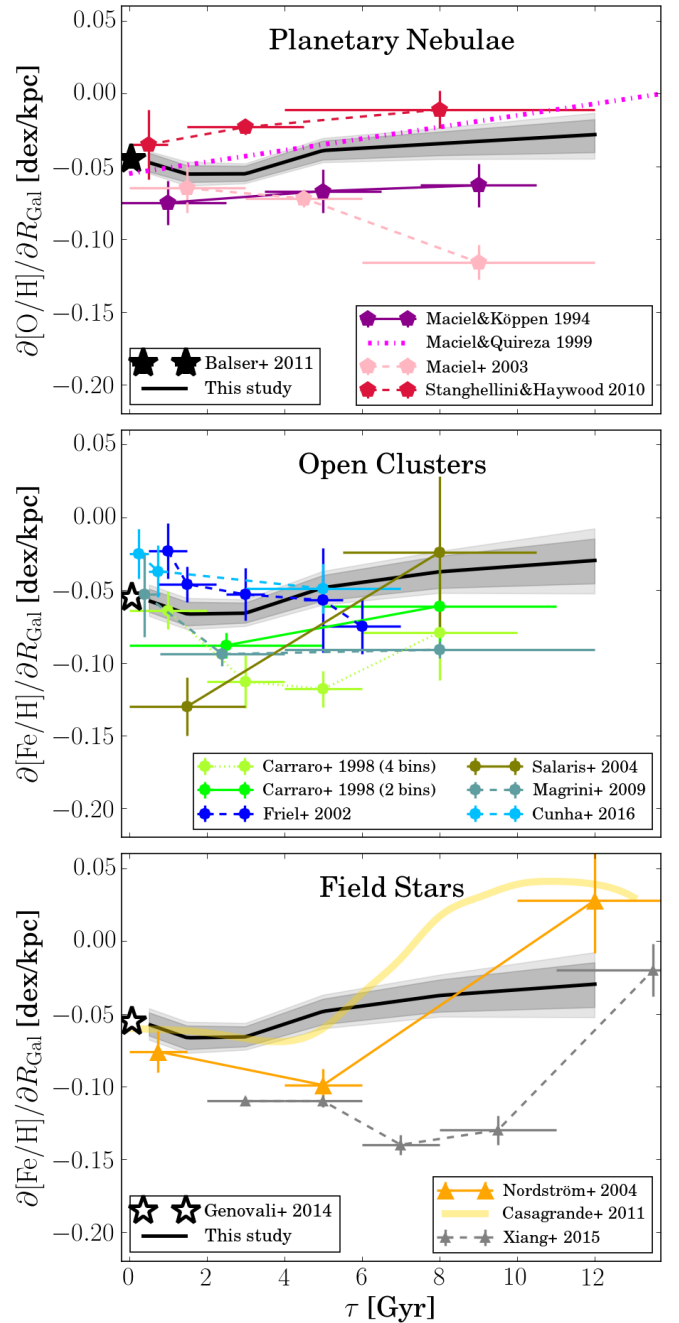 Planetary Nebulae
0.05
0.00
−0.05
−0.10
−0.15
−0.20
∂[O/H]/∂R_Gal [dex/kpc]
Balser+ 2011
This study
Maciel&Köppen 1994
Maciel&Quireza 1999
Maciel+ 2003
Stanghellini&Haywood 2010
Open Clusters
0.05
0.00
−0.05
−0.10
−0.15
−0.20
∂[Fe/H]/∂R_Gal [dex/kpc]
Carraro+ 1998 (4 bins)
Carraro+ 1998 (2 bins)
Friel+ 2002
Salaris+ 2004
Magrini+ 2009
Cunha+ 2016
Field Stars
0.05
0.00
−0.05
−0.10
−0.15
−0.20
∂[Fe/H]/∂R_Gal [dex/kpc]
Genovali+ 2014
This study
Nordström+ 2004
Casagrande+ 2011
Xiang+ 2015
0 2 4 6 8 10 12
τ [Gyr]